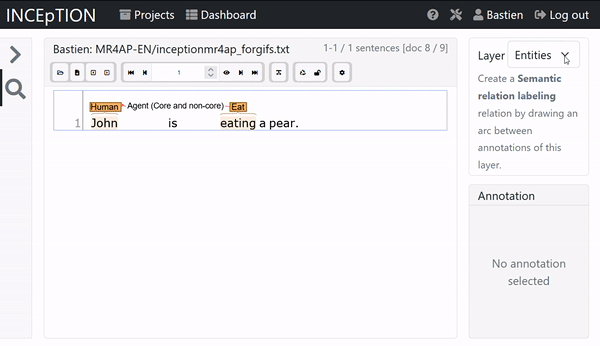 INCEpTION Projects Dashboard Bastien Log out
Bastien: MR4AP-EN/inceptionmr4ap_forgifs.txt
1-1 / 1 sentences [doc 8 / 9]
1
Human Agent (Core and non-core) Eat
1 John is eating a pear.
Layer Entities
Create a Semantic
relation labeling
relation by drawing an
arc between
annotations of this
layer.
Annotation
No annotation
selected